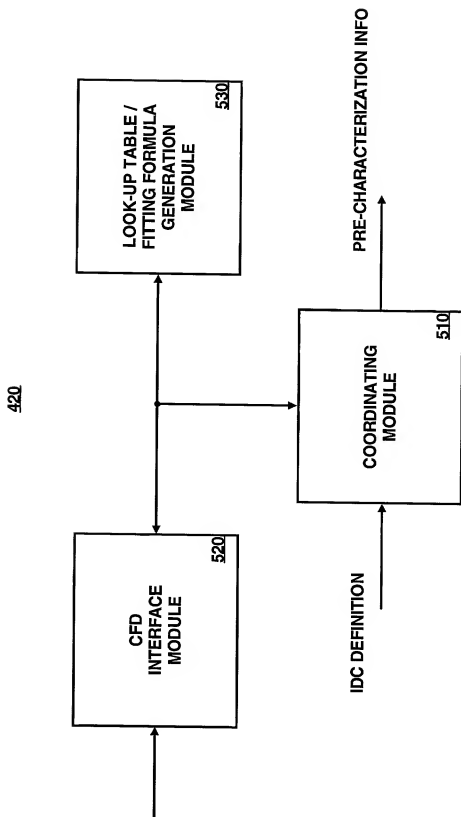 420
CFD
INTERFACE
MODULE
520
LOOK-UP TABLE /
FITTING FORMULA
GENERATION
MODULE
530
IDC DEFINITION
COORDINATING
MODULE
510
PRE-CHARACTERIZATION INFO